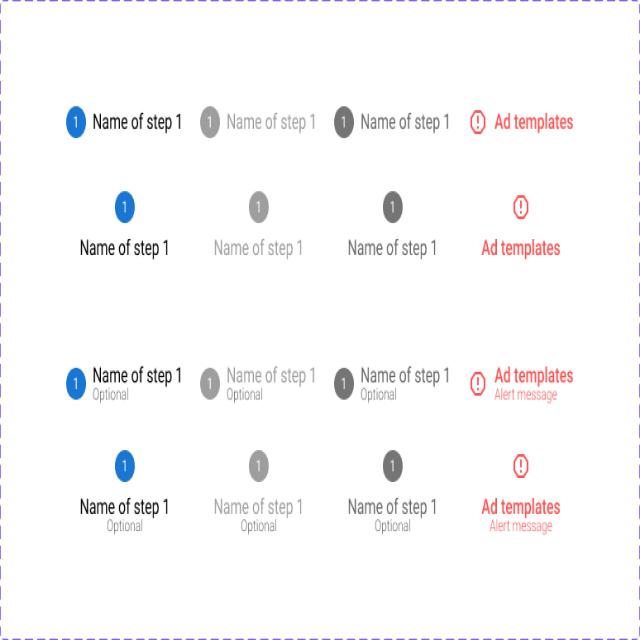 1 Name of step 1 1 Name of step 1 1 Name of step 1 Ad templates
1 1 1
Name of step 1 Name of step 1 Name of step 1 Ad templates
1 Name of step 1 1 Name of step 1 1 Name of step 1 Ad templates
Optional Optional Optional Alert message
1 1 1
Name of step 1 Name of step 1 Name of step 1 Ad templates
Optional Optional Optional Alert message